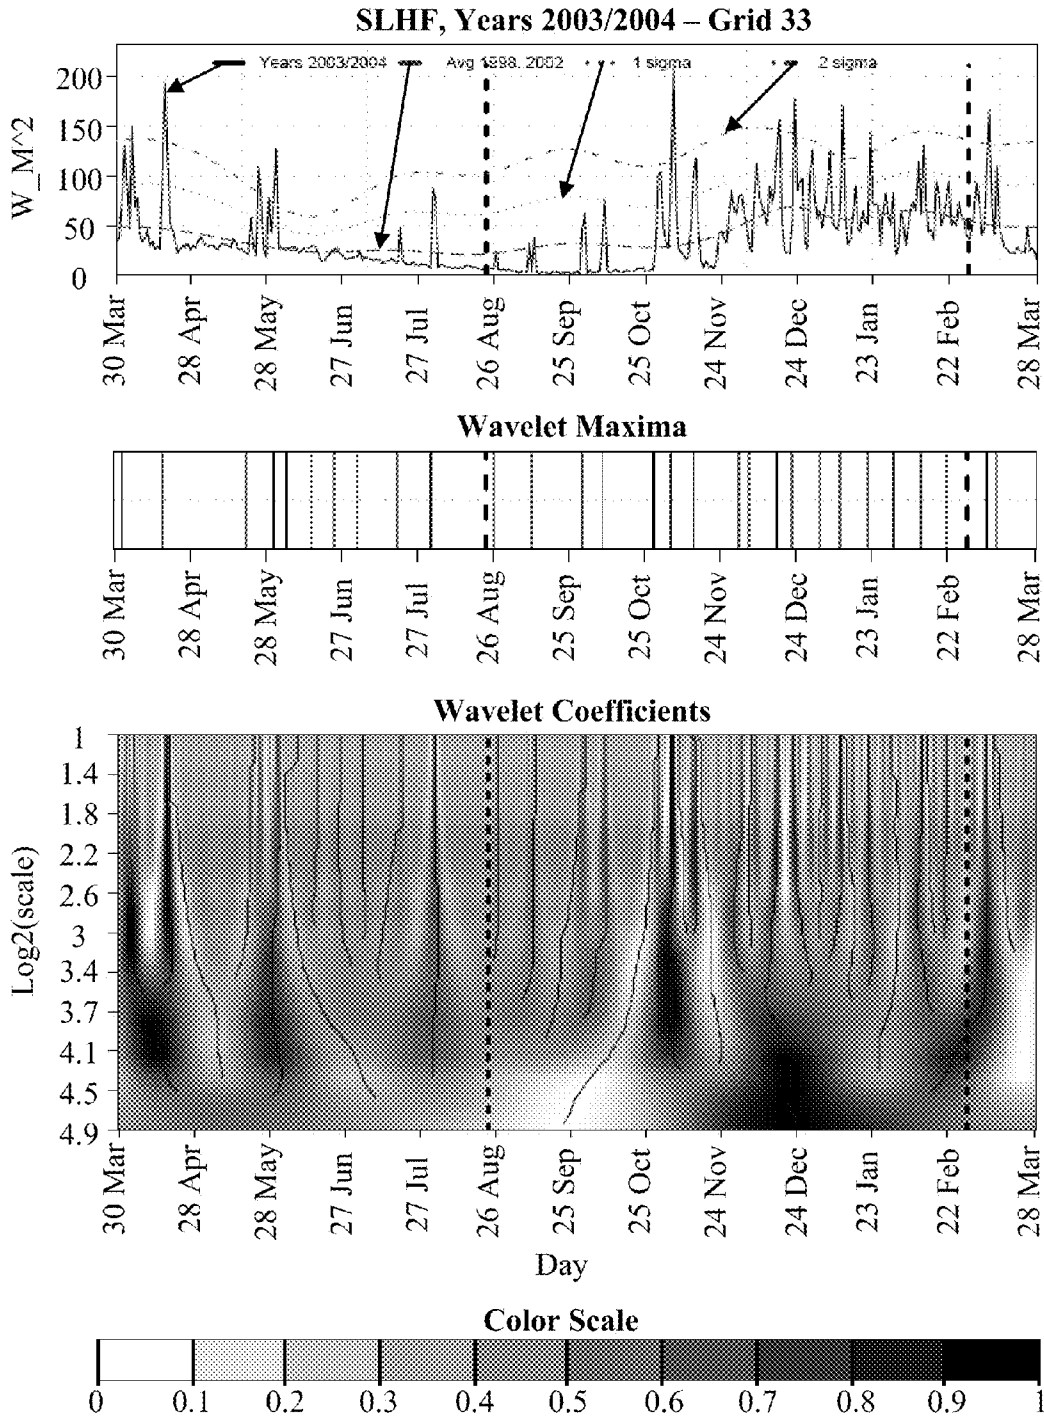 SLHF, Years 2003/2004 – Grid 33
Years 2003/2004 Avg 1998, 2002 1 sigma 2 sigma
W_M^2
200
150
100
50
0
30 Mar 28 Apr 28 May 27 Jun 27 Jul 26 Aug 25 Sep 25 Oct 24 Nov 24 Dec 23 Jan 22 Feb 28 Mar
Wavelet Maxima
30 Mar 28 Apr 28 May 27 Jun 27 Jul 26 Aug 25 Sep 25 Oct 24 Nov 24 Dec 23 Jan 22 Feb 28 Mar
Wavelet Coefficients
Log2(scale)
1
1.4
1.8
2.2
2.6
3
3.4
3.7
4.1
4.5
4.9
30 Mar 28 Apr 28 May 27 Jun 27 Jul 26 Aug 25 Sep 25 Oct 24 Nov 24 Dec 23 Jan 22 Feb 28 Mar
Day
Color Scale
0 0.1 0.2 0.3 0.4 0.5 0.6 0.7 0.8 0.9 1